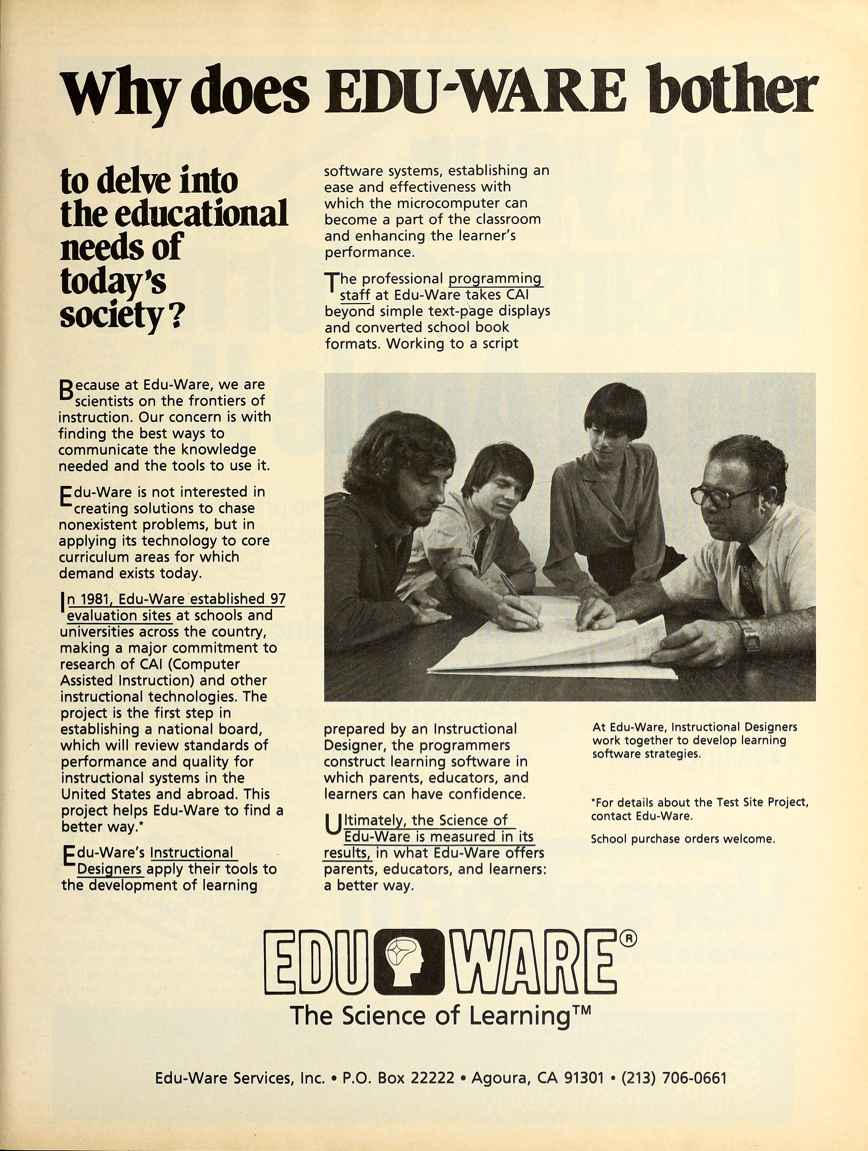 Why does EDU-WARE bother
to delve into
the educational
needs of
today's
society?
Because at Edu-Ware, we are
scientists on the frontiers of
instruction. Our concern is with
finding the best ways to
communicate the knowledge
needed and the tools to use it.
Edu-Ware is not interested in
creating solutions to chase
nonexistent problems, but in
applying its technology to core
curriculum areas for which
demand exists today.
In 1981, Edu-Ware established 97
evaluation sites at schools and
universities across the country,
making a major commitment to
research of CAI (Computer
Assisted Instruction) and other
instructional technologies. The
project is the first step in
establishing a national board,
which will review standards of
performance and quality for
instructional systems in the
United States and abroad. This
project helps Edu-Ware to find a
better way.*
Edu-Ware's Instructional
Designers apply their tools to
the development of learning
software systems, establishing an
ease and effectiveness with
which the microcomputer can
become a part of the classroom
and enhancing the learner's
performance.
The professional programming
staff at Edu-Ware takes CAI
beyond simple text-page displays
and converted school book
formats. Working to a script
prepared by an Instructional
Designer, the programmers
construct learning software in
which parents, educators, and
learners can have confidence.
Ultimately, the Science of
Edu-Ware is measured in its
results, in what Edu-Ware offers
parents, educators, and learners:
a better way.
At Edu-Ware, Instructional Designers
work together to develop learning
software strategies.
*For details about the Test Site Project,
contact Edu-Ware.
School purchase orders welcome.
EDU WARE®
The Science of Learning™
Edu-Ware Services, Inc. • P.O. Box 22222 • Agoura, CA 91301 • (213) 706-0661